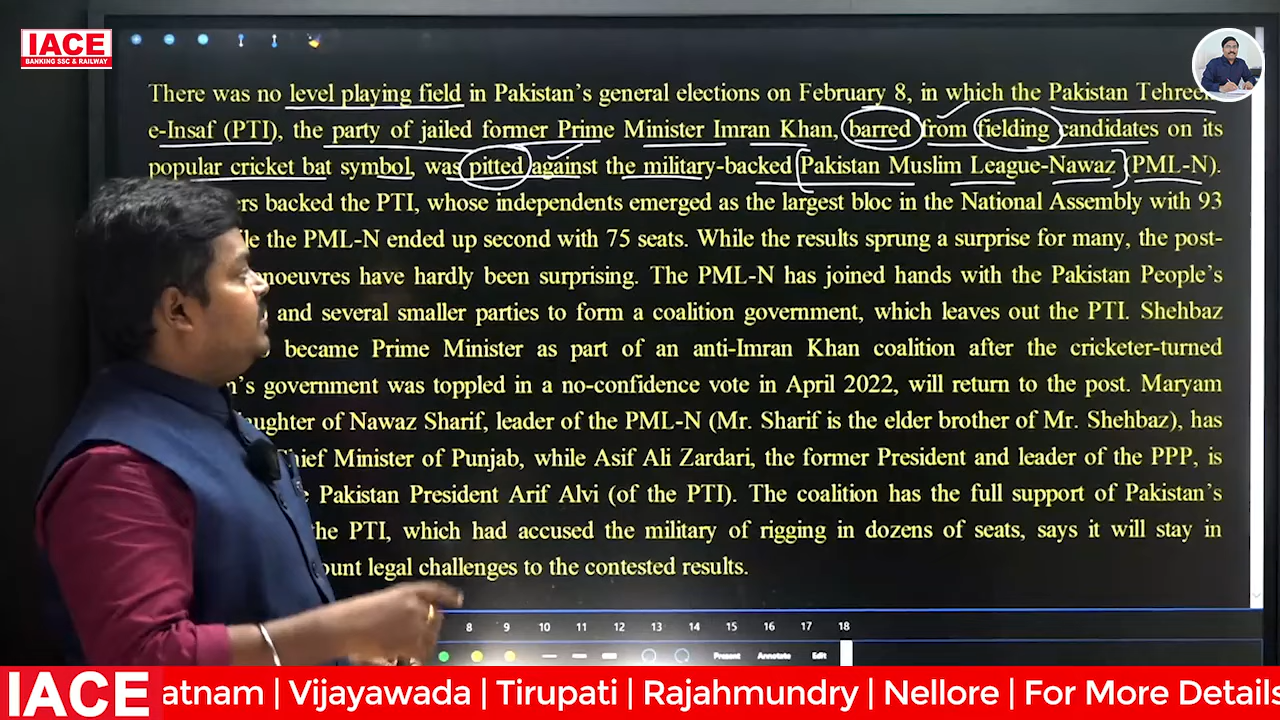 IACE
BANKING SSC & RAILWAY
There was no level playing field in Pakistan's general elections on February 8, in which the Pakistan
e-Insaf (PTI), the party of jailed former Prime Minister Imran Khan, barred from fielding candidates on its
popular cricket bat symbol, was pitted against the military-backed Pakistan Muslim League-Nawaz (PML-N).
backed the PTI, whose independents emerged as the largest bloc in the National Assembly with 93
the PML-N ended up second with 75 seats. While the results sprung a surprise for many, the post-
have hardly been surprising. The PML-N has joined hands with the Pakistan People's
and several smaller parties to form a coalition government, which leaves out the PTI. Shehbaz
became Prime Minister as part of an anti-Imran Khan coalition after the cricketer-turned
government was toppled in a no-confidence vote in April 2022, will return to the post. Maryam
of Nawaz Sharif, leader of the PML-N (Mr. Sharif is the elder brother of Mr. Shehbaz), has
Minister of Punjab, while Asif Ali Zardari, the former President and leader of the PPP, is
Pakistan President Arif Alvi (of the PTI). The coalition has the full support of Pakistan's
the PTI, which had accused the military of rigging in dozens of seats, says it will stay in
legal challenges to the contested results.
8 9 10 11 12 13 14 15 16 17 18
Present Annotate Edit
IACE atnam | Vijayawada | Tirupati | Rajahmundry | Nellore | For More Details